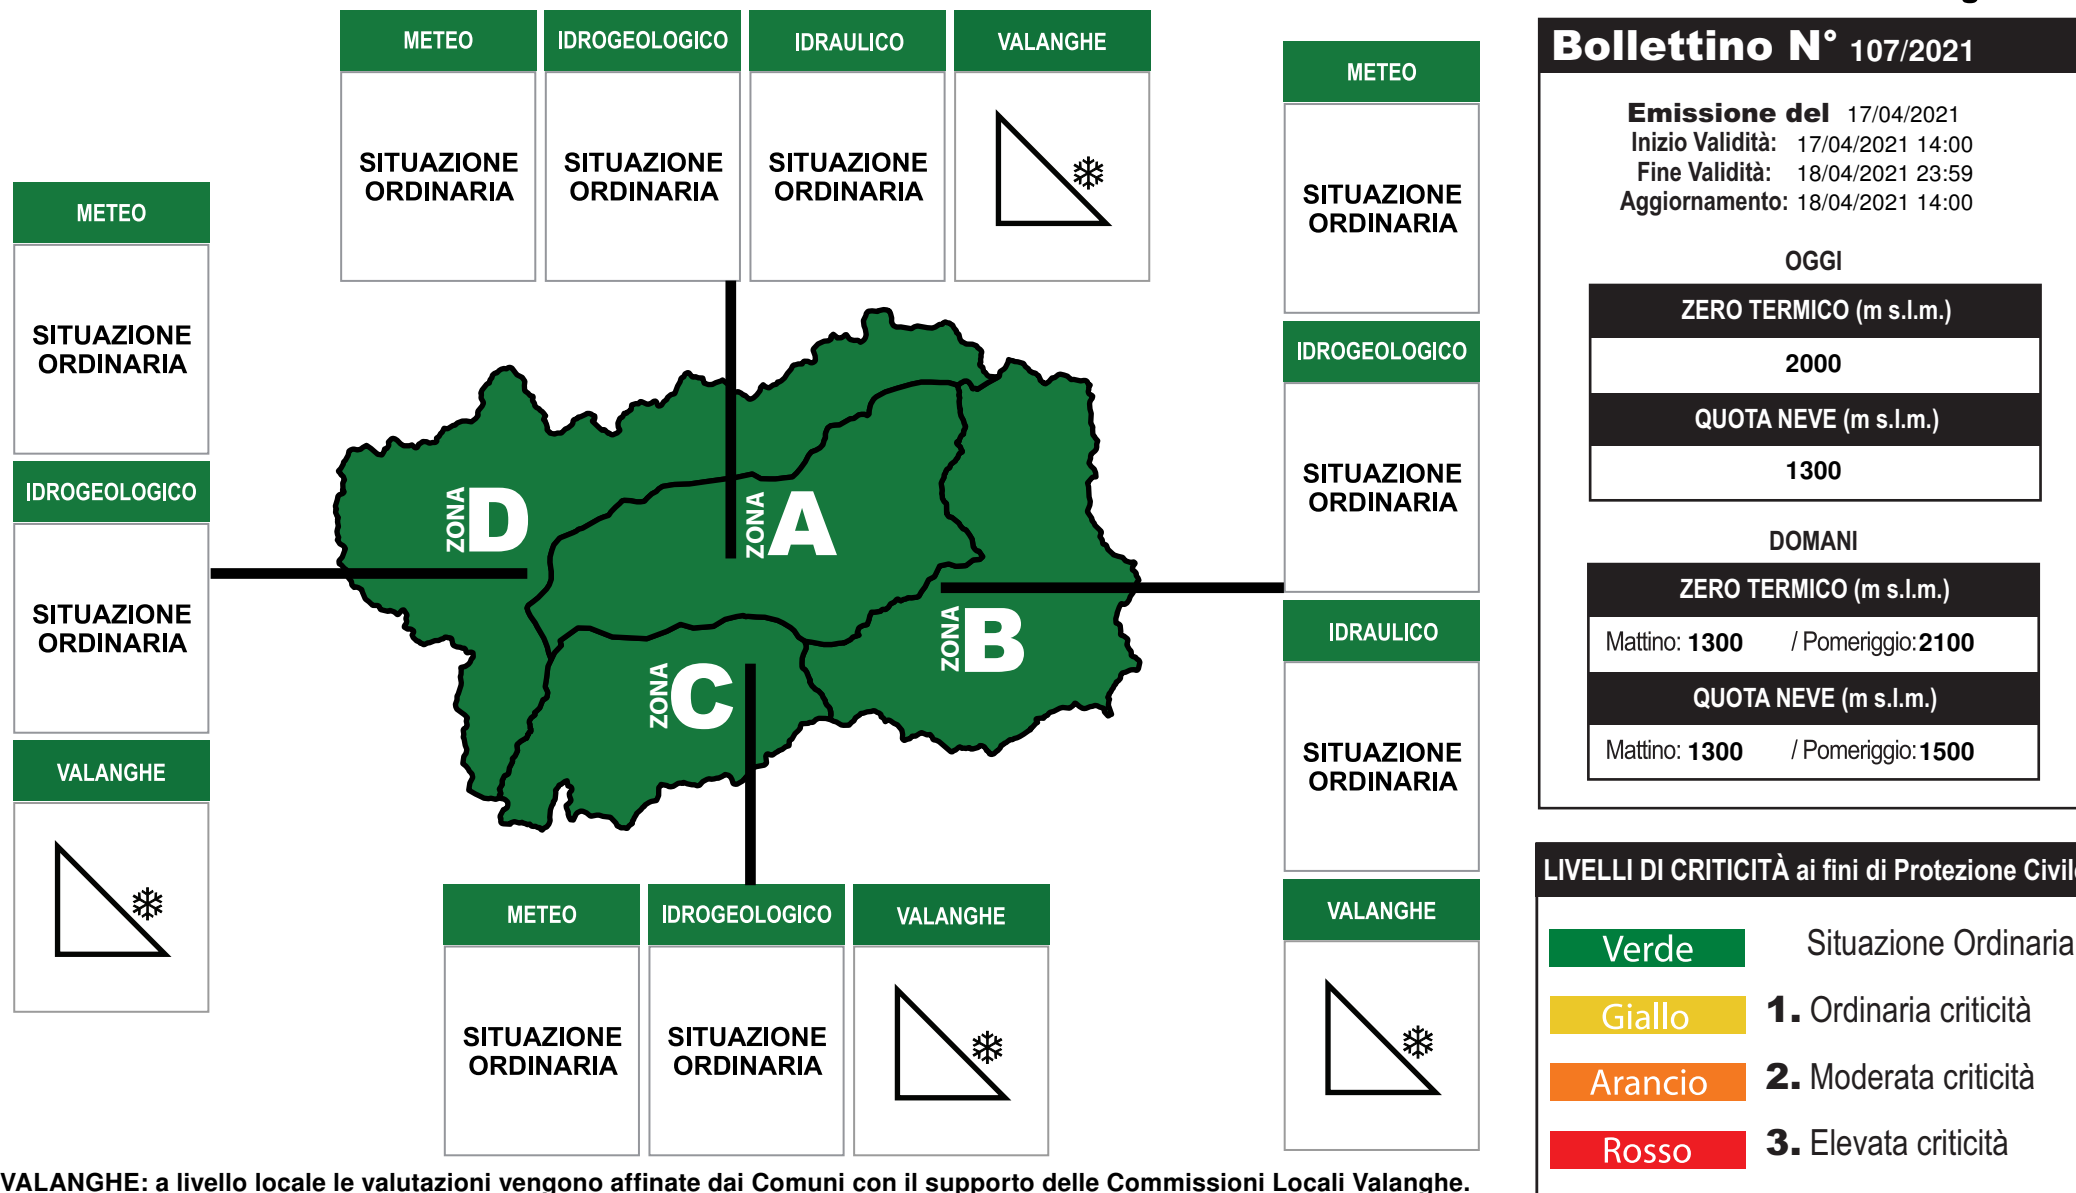 METEO
IDROGEOLOGICO
IDRAULICO
VALANGHE
SITUAZIONE
ORDINARIA
SITUAZIONE
ORDINARIA
SITUAZIONE
ORDINARIA
METEO
SITUAZIONE
ORDINARIA
IDROGEOLOGICO
SITUAZIONE
ORDINARIA
VALANGHE
ZONA D
ZONA A
ZONA B
ZONA C
METEO
SITUAZIONE
ORDINARIA
IDROGEOLOGICO
SITUAZIONE
ORDINARIA
IDRAULICO
SITUAZIONE
ORDINARIA
VALANGHE
METEO
IDROGEOLOGICO
VALANGHE
SITUAZIONE
ORDINARIA
SITUAZIONE
ORDINARIA
VALANGHE: a livello locale le valutazioni vengono affinate dai Comuni con il supporto delle Commissioni Locali Valanghe.
Bollettino N° 107/2021
Emissione del 17/04/2021
Inizio Validità: 17/04/2021 14:00
Fine Validità: 18/04/2021 23:59
Aggiornamento: 18/04/2021 14:00
OGGI
ZERO TERMICO (m s.l.m.)
2000
QUOTA NEVE (m s.l.m.)
1300
DOMANI
ZERO TERMICO (m s.l.m.)
Mattino: 1300 / Pomeriggio: 2100
QUOTA NEVE (m s.l.m.)
Mattino: 1300 / Pomeriggio: 1500
LIVELLI DI CRITICITÀ ai fini di Protezione Civile
Verde Situazione Ordinaria
Giallo 1. Ordinaria criticità
Arancio 2. Moderata criticità
Rosso 3. Elevata criticità